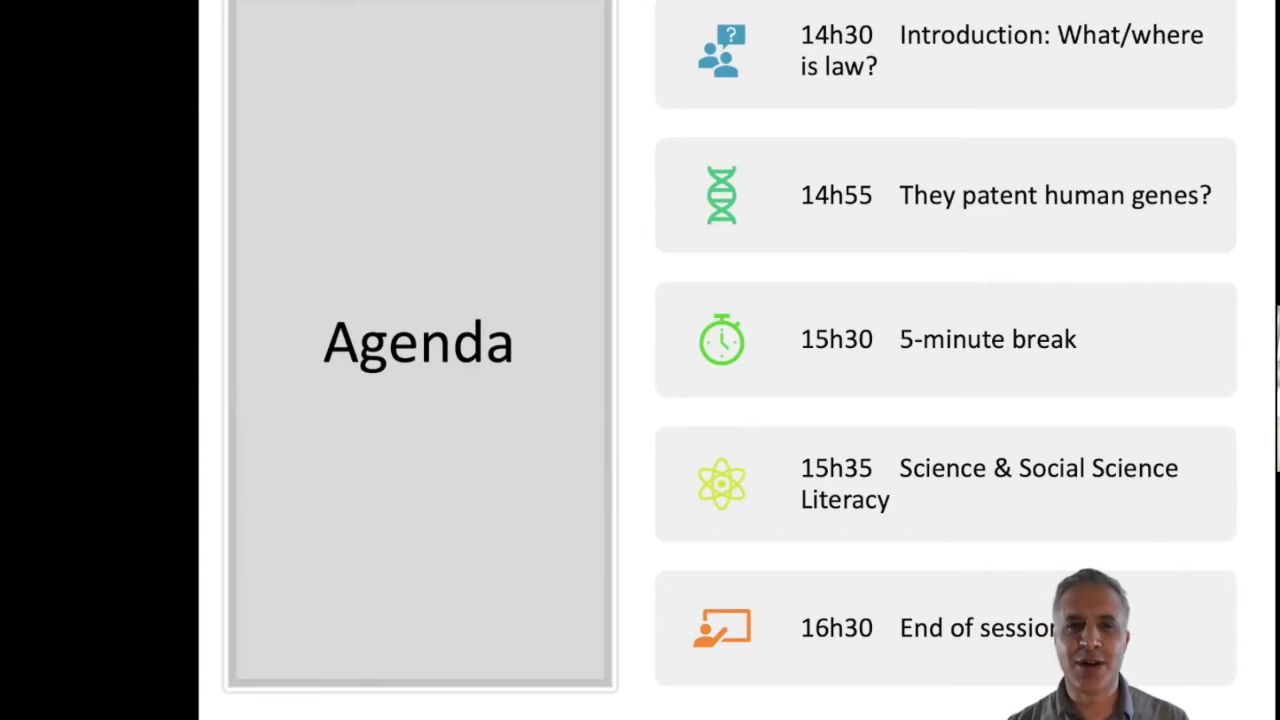 Agenda
?
14h30 Introduction: What/where
is law?
14h55 They patent human genes?
15h30 5-minute break
15h35 Science & Social Science
Literacy
16h30 End of session